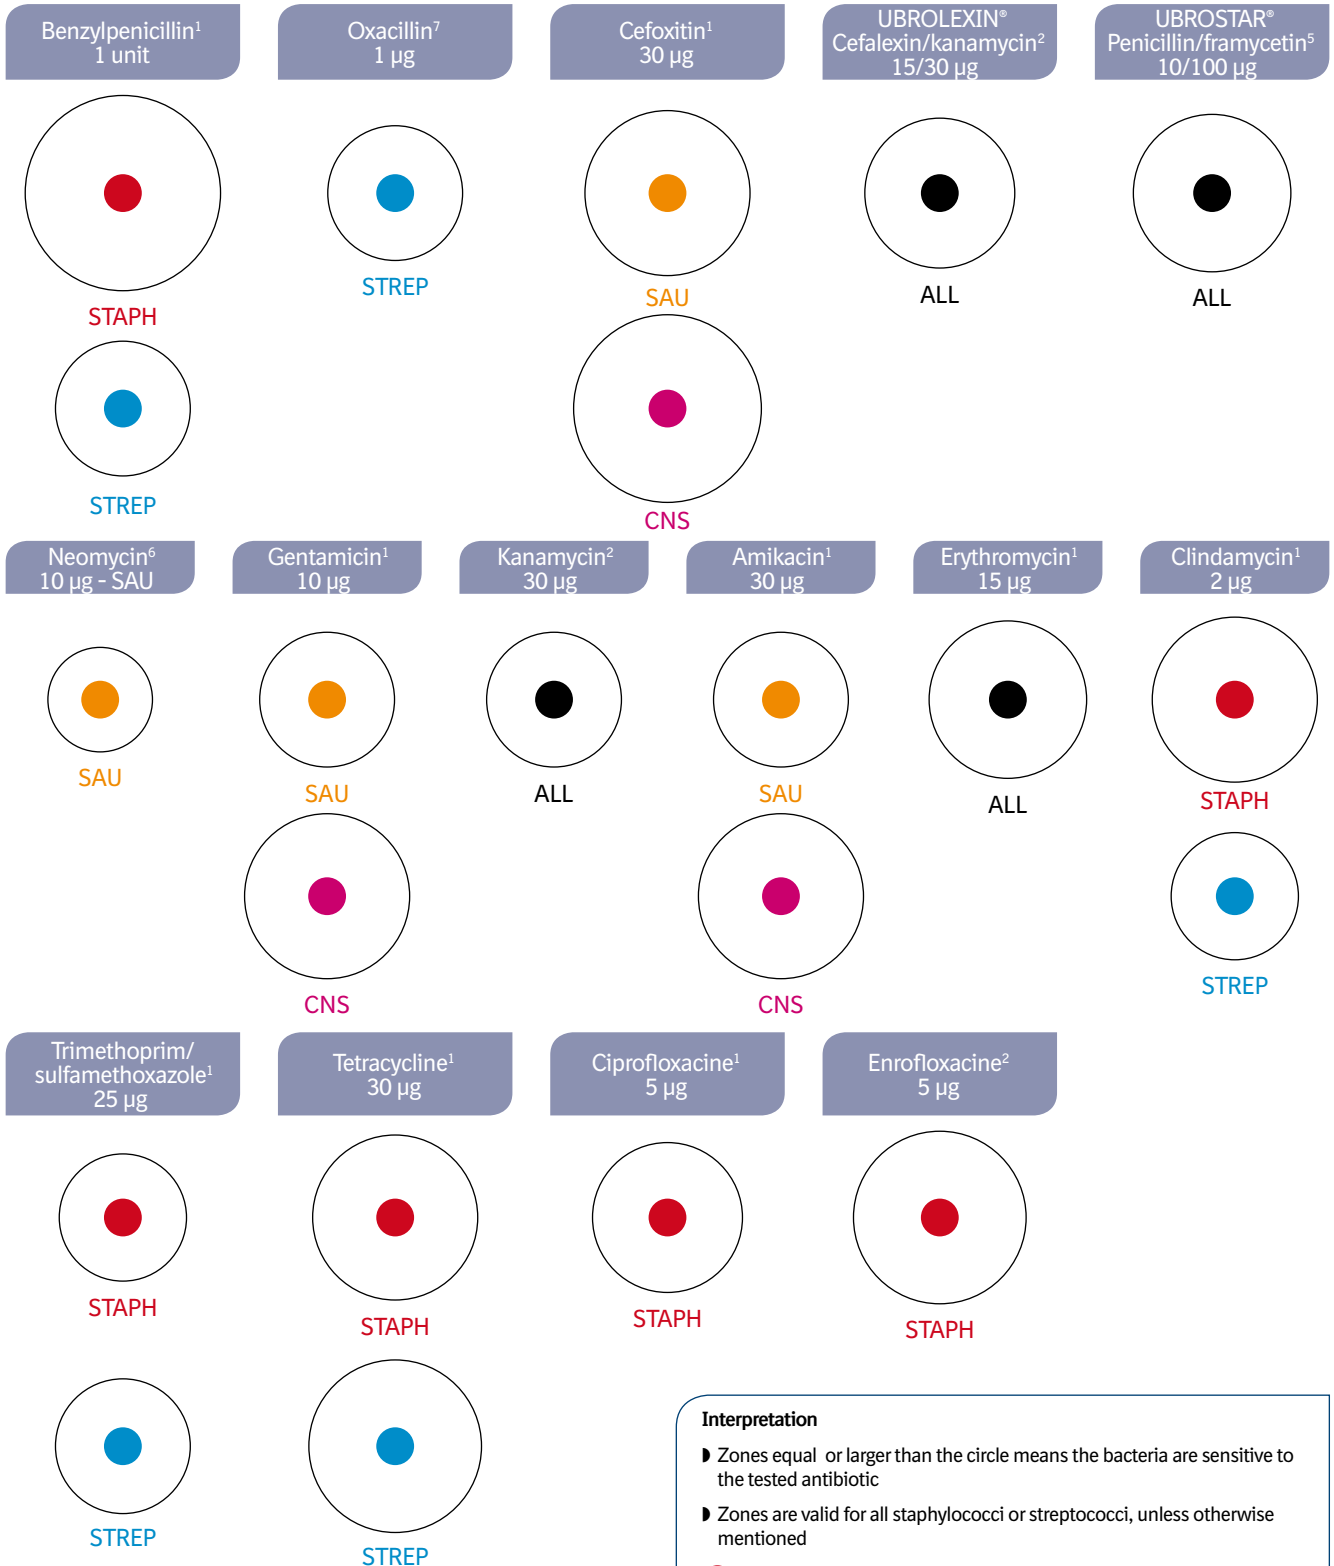 Benzylpenicillin¹
1 unit
Oxacillin⁷
1 µg
Cefoxitin¹
30 µg
UBROLEXIN®
Cefalexin/kanamycin²
15/30 µg
UBROSTAR®
Penicillin/framycetin⁵
10/100 µg
STAPH
STREP
SAU
ALL
ALL
STREP
CNS
Neomycin⁶
10 µg - SAU
Gentamicin¹
10 µg
Kanamycin²
30 µg
Amikacin¹
30 µg
Erythromycin¹
15 µg
Clindamycin¹
2 µg
SAU
SAU
ALL
SAU
ALL
STAPH
CNS
CNS
STREP
Trimethoprim/
sulfamethoxazole¹
25 µg
Tetracycline¹
30 µg
Ciprofloxacine¹
5 µg
Enrofloxacine²
5 µg
STAPH
STAPH
STAPH
STAPH
STREP
STREP
Interpretation
◗ Zones equal or larger than the circle means the bacteria are sensitive to
the tested antibiotic
◗ Zones are valid for all staphylococci or streptococci, unless otherwise
mentioned